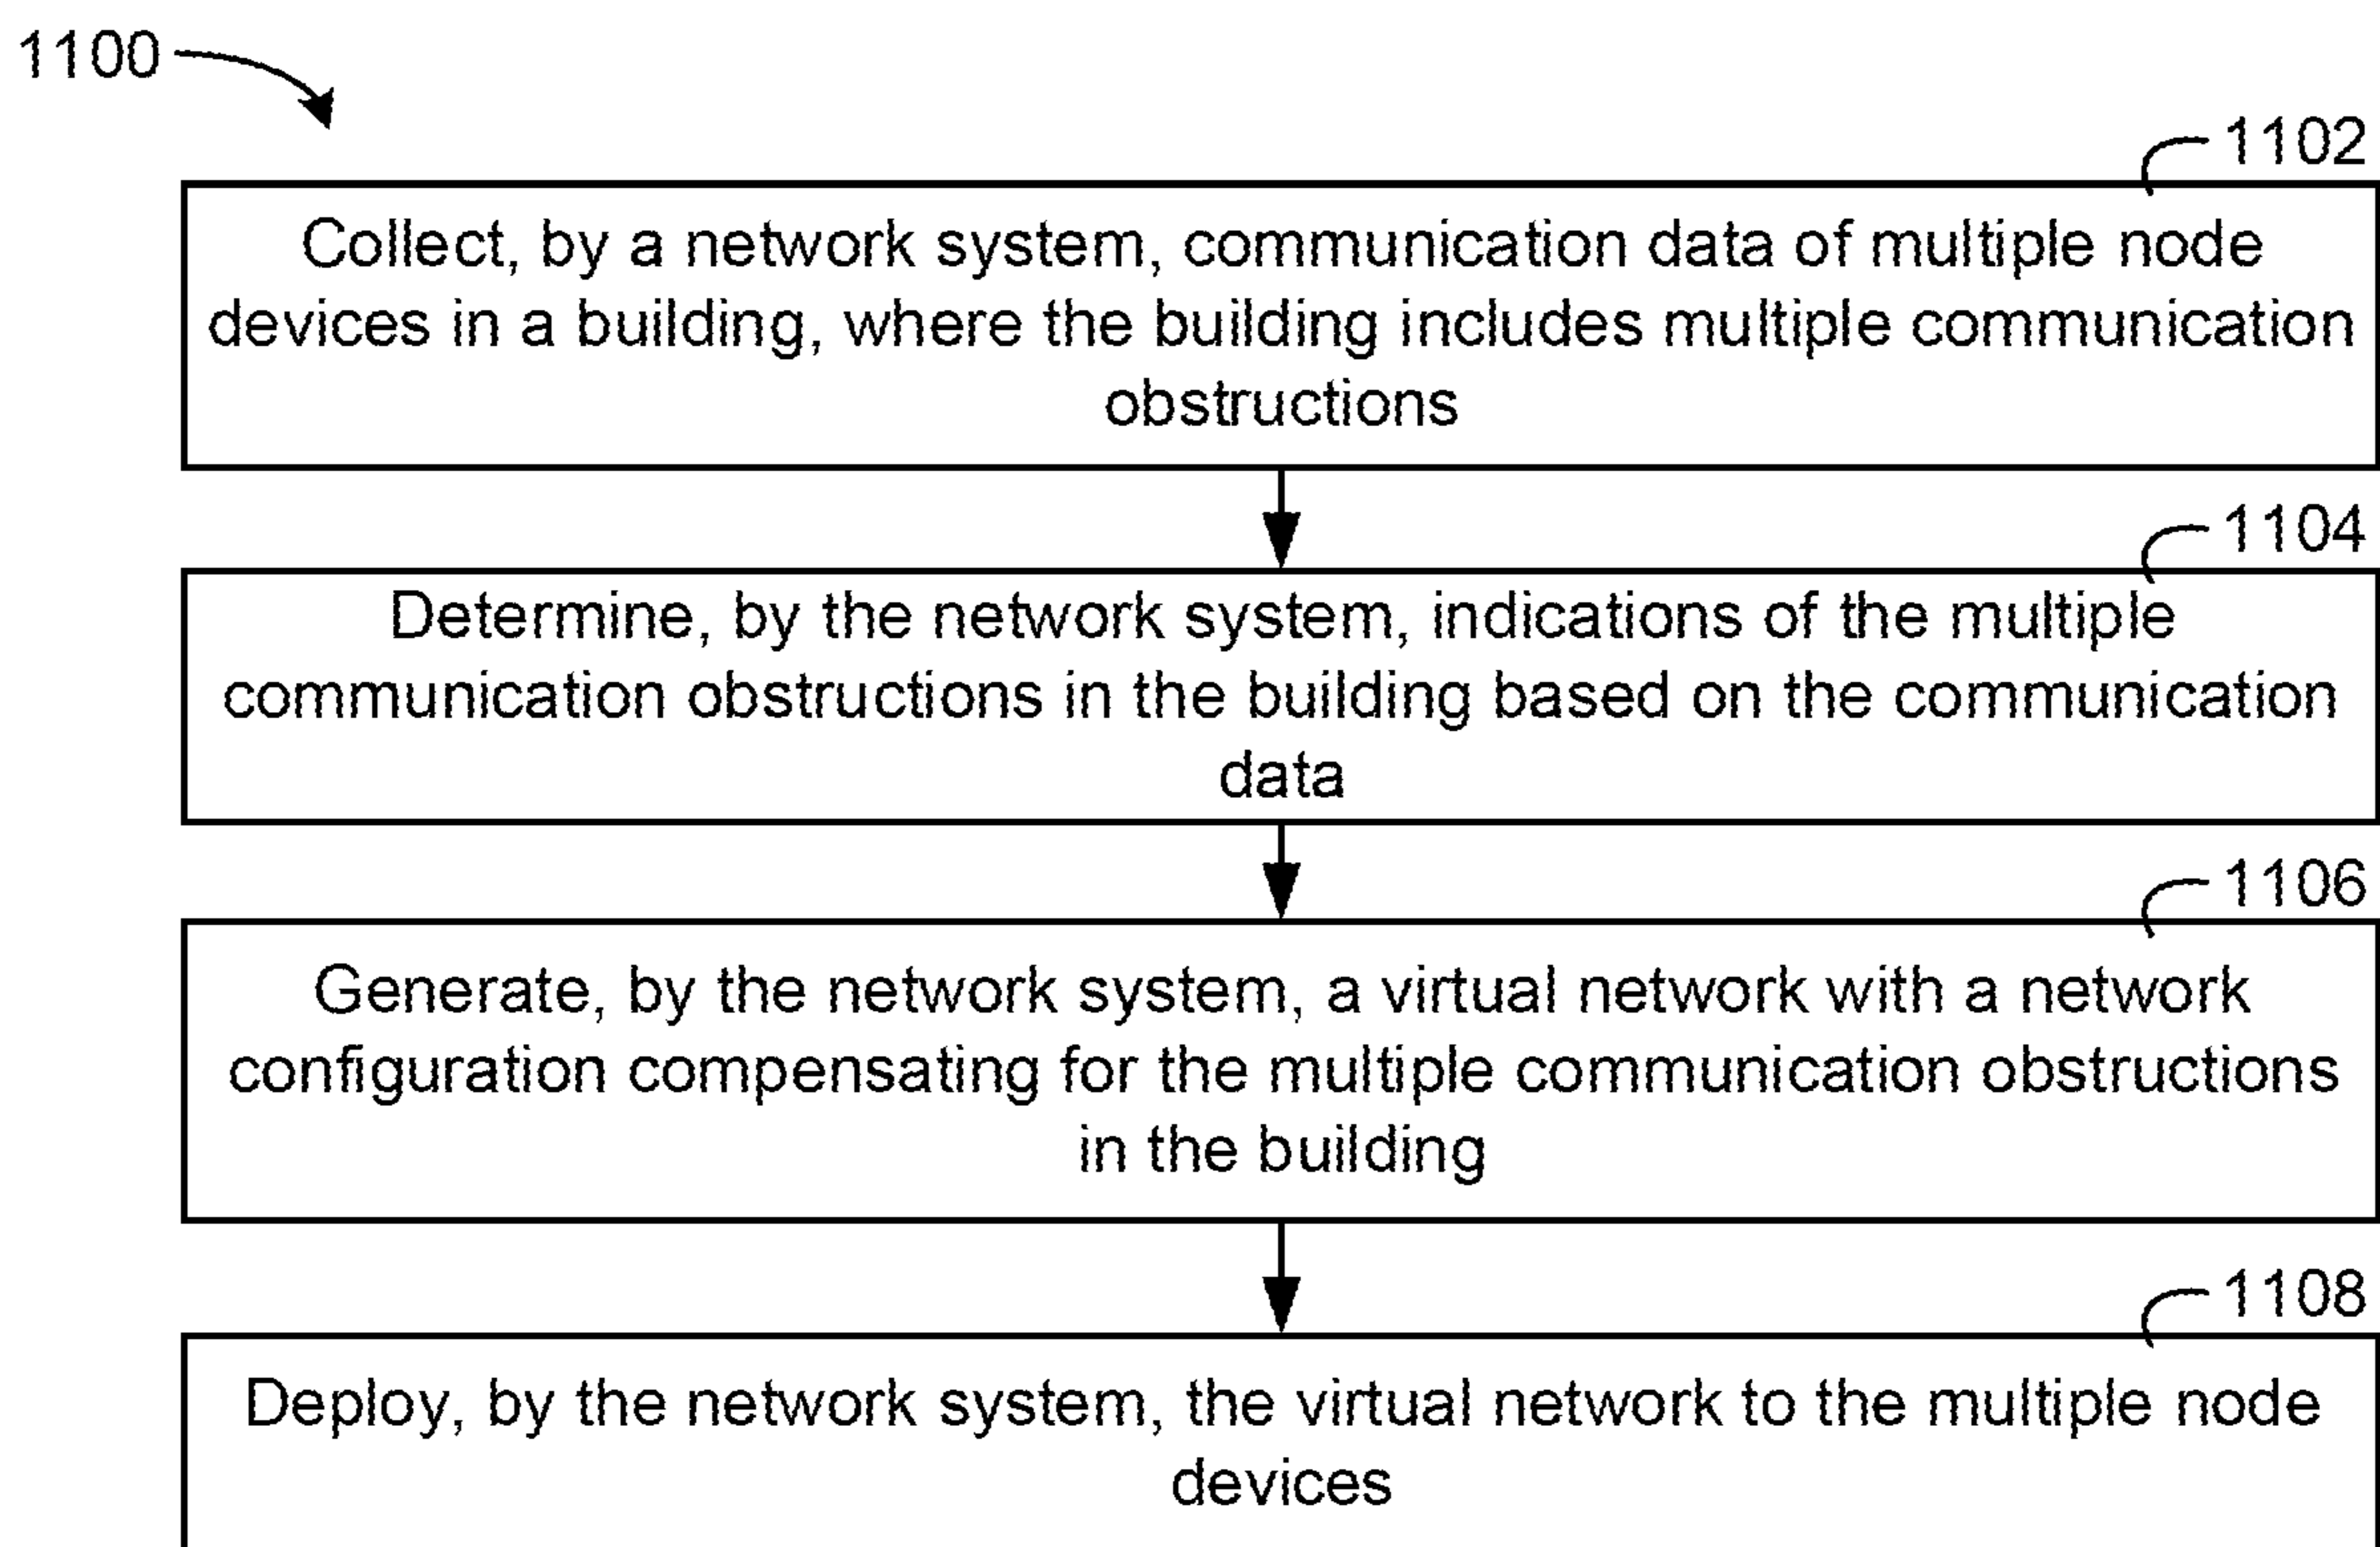 1100
1102
Collect, by a network system, communication data of multiple node
devices in a building, where the building includes multiple communication
obstructions
1104
Determine, by the network system, indications of the multiple
communication obstructions in the building based on the communication
data
1106
Generate, by the network system, a virtual network with a network
configuration compensating for the multiple communication obstructions
in the building
1108
Deploy, by the network system, the virtual network to the multiple node
devices